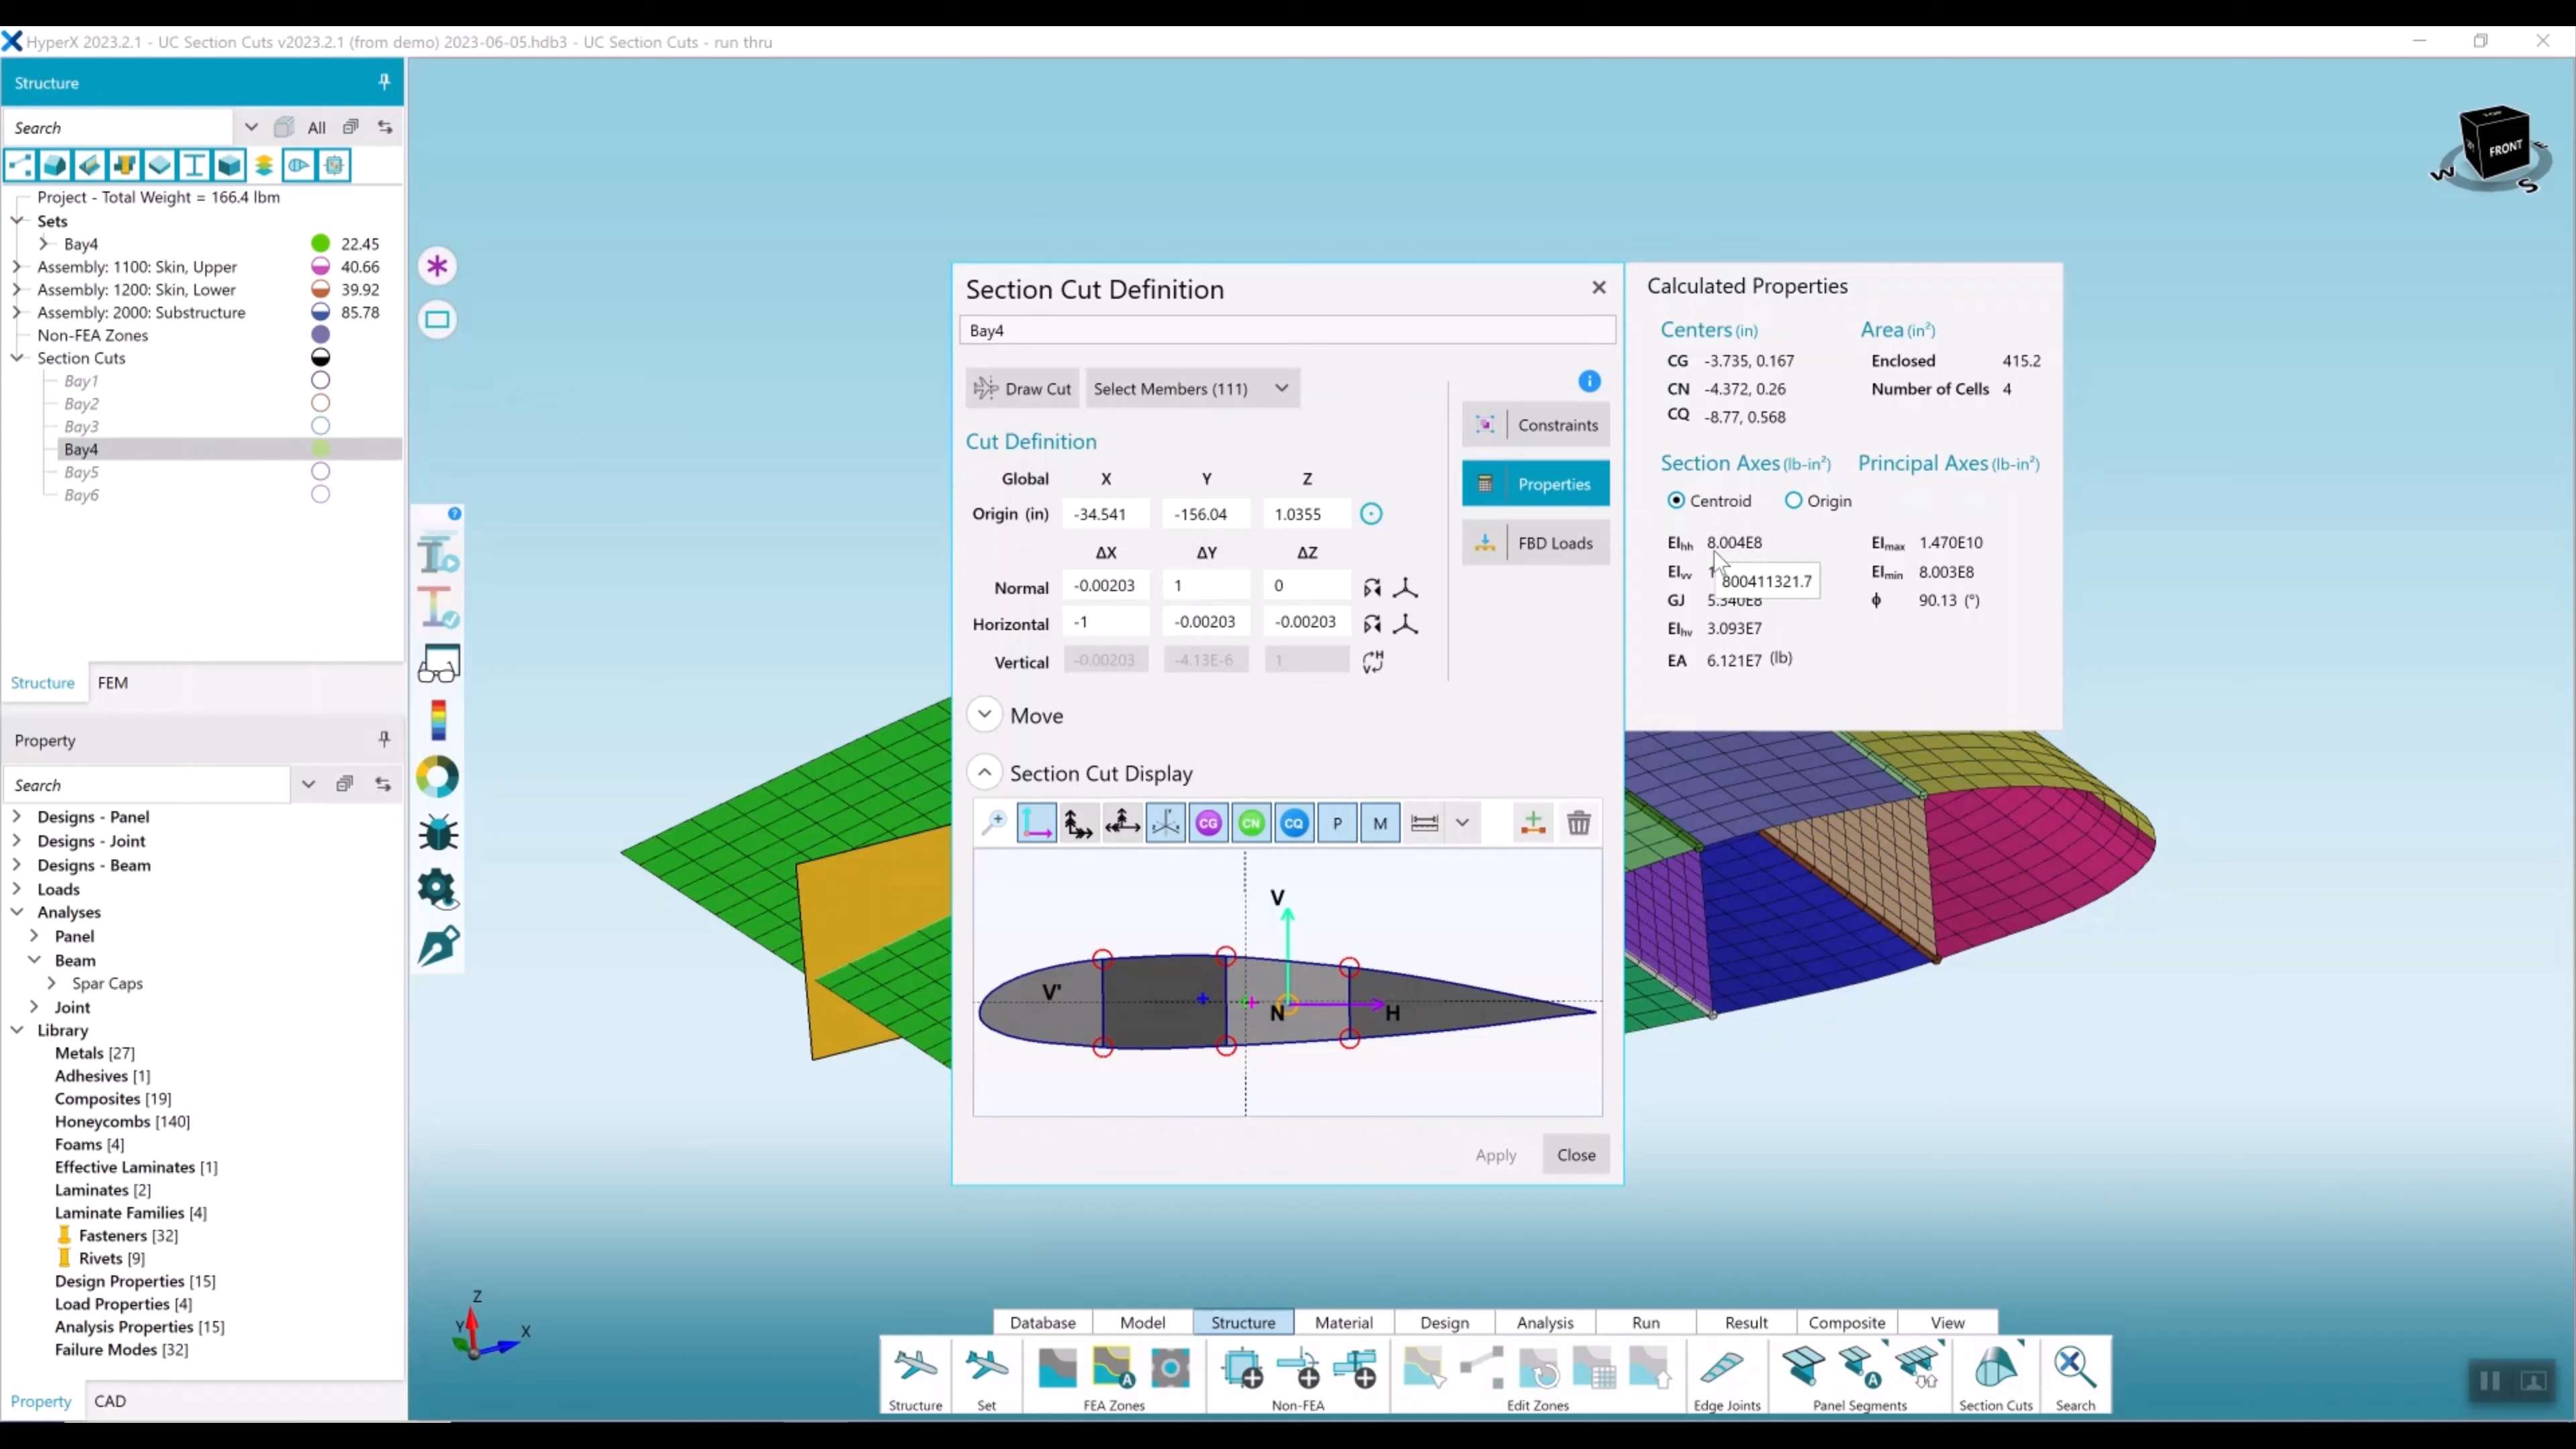 HyperX 2023.2.1 - UC Section Cuts v2023.2.1 (from demo) 2023-06-05.hdb3 - UC Section Cuts - run thru
Structure
Search
All
Project - Total Weight = 166.4 lbm
Sets
Bay4 22.45
Assembly: 1100: Skin, Upper 40.66
Assembly: 1200: Skin, Lower 39.92
Assembly: 2000: Substructure 85.78
Non-FEA Zones
Section Cuts
Bay1
Bay2
Bay3
Bay4
Bay5
Bay6
Structure FEM
Property
Search
Designs - Panel
Designs - Joint
Designs - Beam
Loads
Analyses
Panel
Beam
Spar Caps
Joint
Library
Metals [27]
Adhesives [1]
Composites [19]
Honeycombs [140]
Foams [4]
Effective Laminates [1]
Laminates [2]
Laminate Families [4]
Fasteners [32]
Rivets [9]
Design Properties [15]
Load Properties [4]
Analysis Properties [15]
Failure Modes [32]
Property CAD
Section Cut Definition
Bay4
Draw Cut
Select Members (111)
Cut Definition
Global X Y Z
Origin (in) -34.541 -156.04 1.0355
ΔX ΔY ΔZ
Normal -0.00203 1 0
Horizontal -1 -0.00203 -0.00203
Vertical -0.00203 -4.13E-6 1
Constraints
Properties
FBD Loads
Move
Section Cut Display
CG CN CQ P M
V
V'
N
H
Apply
Close
Calculated Properties
Centers (in)
CG -3.735, 0.167
CN -4.372, 0.26
CQ -8.77, 0.568
Area (in²)
Enclosed 415.2
Number of Cells 4
Section Axes (lb-in²)
Centroid Origin
EIhh 8.004E8
EIvv 1
800411321.7
GJ 5.340E8
EIhv 3.093E7
EA 6.121E7 (lb)
Principal Axes (lb-in²)
EImax 1.470E10
EImin 8.003E8
ϕ 90.13 (°)
TOP
FRONT
W
S
E
Z
Y
X
Database Model Structure Material Design Analysis Run Result Composite View
Structure
Set
FEA Zones
Non-FEA
Edit Zones
Edge Joints
Panel Segments
Section Cuts
Search